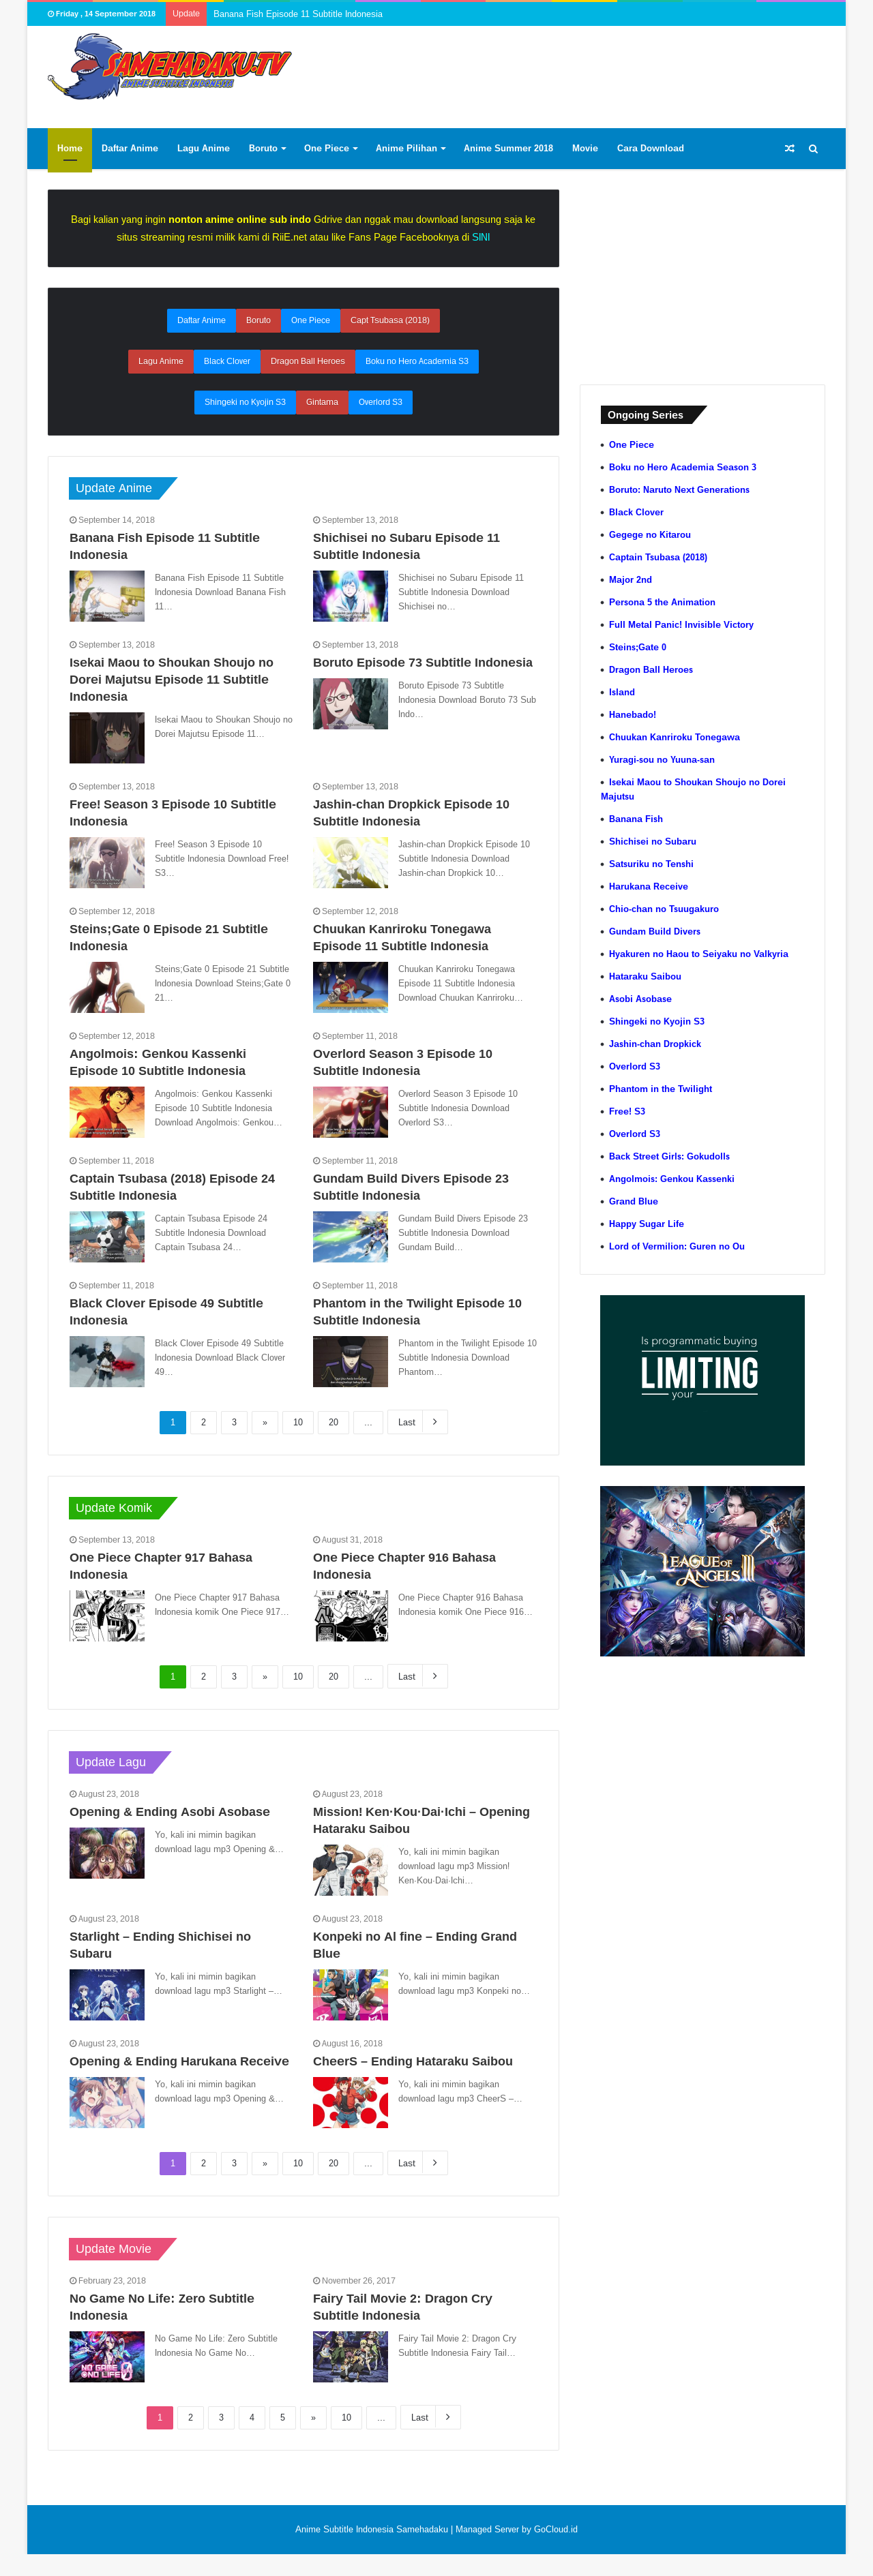 Friday , 14 September 2018
Update
Banana Fish Episode 11 Subtitle Indonesia
SAMEHADAKU.TV
ANIME SUBTITLE INDONESIA
Home
Daftar Anime
Lagu Anime
Boruto
One Piece
Anime Pilihan
Anime Summer 2018
Movie
Cara Download
Bagi kalian yang ingin nonton anime online sub indo Gdrive dan nggak mau download langsung saja ke
situs streaming resmi milik kami di RiiE.net atau like Fans Page Facebooknya di SINI
Daftar Anime
Boruto
One Piece
Capt Tsubasa (2018)
Lagu Anime
Black Clover
Dragon Ball Heroes
Boku no Hero Academia S3
Shingeki no Kyojin S3
Gintama
Overlord S3
Update Anime
September 14, 2018
Banana Fish Episode 11 Subtitle
Indonesia
Banana Fish Episode 11 Subtitle
Indonesia Download Banana Fish
11…
September 13, 2018
Shichisei no Subaru Episode 11
Subtitle Indonesia
Shichisei no Subaru Episode 11
Subtitle Indonesia Download
Shichisei no…
September 13, 2018
Isekai Maou to Shoukan Shoujo no
Dorei Majutsu Episode 11 Subtitle
Indonesia
Isekai Maou to Shoukan Shoujo no
Dorei Majutsu Episode 11…
September 13, 2018
Boruto Episode 73 Subtitle Indonesia
Boruto Episode 73 Subtitle
Indonesia Download Boruto 73 Sub
Indo…
September 13, 2018
Free! Season 3 Episode 10 Subtitle
Indonesia
Free! Season 3 Episode 10
Subtitle Indonesia Download Free!
S3…
September 13, 2018
Jashin-chan Dropkick Episode 10
Subtitle Indonesia
Jashin-chan Dropkick Episode 10
Subtitle Indonesia Download
Jashin-chan Dropkick 10…
September 12, 2018
Steins;Gate 0 Episode 21 Subtitle
Indonesia
Steins;Gate 0 Episode 21 Subtitle
Indonesia Download Steins;Gate 0
21…
September 12, 2018
Chuukan Kanriroku Tonegawa
Episode 11 Subtitle Indonesia
Chuukan Kanriroku Tonegawa
Episode 11 Subtitle Indonesia
Download Chuukan Kanriroku…
September 12, 2018
Angolmois: Genkou Kassenki
Episode 10 Subtitle Indonesia
Angolmois: Genkou Kassenki
Episode 10 Subtitle Indonesia
Download Angolmois: Genkou…
September 11, 2018
Overlord Season 3 Episode 10
Subtitle Indonesia
Overlord Season 3 Episode 10
Subtitle Indonesia Download
Overlord S3…
September 11, 2018
Captain Tsubasa (2018) Episode 24
Subtitle Indonesia
Captain Tsubasa Episode 24
Subtitle Indonesia Download
Captain Tsubasa 24…
September 11, 2018
Gundam Build Divers Episode 23
Subtitle Indonesia
Gundam Build Divers Episode 23
Subtitle Indonesia Download
Gundam Build…
September 11, 2018
Black Clover Episode 49 Subtitle
Indonesia
Black Clover Episode 49 Subtitle
Indonesia Download Black Clover
49…
September 11, 2018
Phantom in the Twilight Episode 10
Subtitle Indonesia
Phantom in the Twilight Episode 10
Subtitle Indonesia Download
Phantom…
1 2 3 » 10 20 ... Last
Update Komik
September 13, 2018
One Piece Chapter 917 Bahasa
Indonesia
One Piece Chapter 917 Bahasa
Indonesia komik One Piece 917…
August 31, 2018
One Piece Chapter 916 Bahasa
Indonesia
One Piece Chapter 916 Bahasa
Indonesia komik One Piece 916…
1 2 3 » 10 20 ... Last
Update Lagu
August 23, 2018
Opening & Ending Asobi Asobase
Yo, kali ini mimin bagikan
download lagu mp3 Opening &…
August 23, 2018
Mission! Ken·Kou·Dai·Ichi – Opening
Hataraku Saibou
Yo, kali ini mimin bagikan
download lagu mp3 Mission!
Ken·Kou·Dai·Ichi…
August 23, 2018
Starlight – Ending Shichisei no
Subaru
Yo, kali ini mimin bagikan
download lagu mp3 Starlight –…
August 23, 2018
Konpeki no Al fine – Ending Grand
Blue
Yo, kali ini mimin bagikan
download lagu mp3 Konpeki no…
August 23, 2018
Opening & Ending Harukana Receive
Yo, kali ini mimin bagikan
download lagu mp3 Opening &…
August 16, 2018
CheerS – Ending Hataraku Saibou
Yo, kali ini mimin bagikan
download lagu mp3 CheerS –…
1 2 3 » 10 20 ... Last
Update Movie
February 23, 2018
No Game No Life: Zero Subtitle
Indonesia
NO GAME NO LIFE 0
No Game No Life: Zero Subtitle
Indonesia No Game No…
November 26, 2017
Fairy Tail Movie 2: Dragon Cry
Subtitle Indonesia
Fairy Tail Movie 2: Dragon Cry
Subtitle Indonesia Fairy Tail…
1 2 3 4 5 » 10 ... Last
Ongoing Series
One Piece
Boku no Hero Academia Season 3
Boruto: Naruto Next Generations
Black Clover
Gegege no Kitarou
Captain Tsubasa (2018)
Major 2nd
Persona 5 the Animation
Full Metal Panic! Invisible Victory
Steins;Gate 0
Dragon Ball Heroes
Island
Hanebado!
Chuukan Kanriroku Tonegawa
Yuragi-sou no Yuuna-san
Isekai Maou to Shoukan Shoujo no Dorei
Majutsu
Banana Fish
Shichisei no Subaru
Satsuriku no Tenshi
Harukana Receive
Chio-chan no Tsuugakuro
Gundam Build Divers
Hyakuren no Haou to Seiyaku no Valkyria
Hataraku Saibou
Asobi Asobase
Shingeki no Kyojin S3
Jashin-chan Dropkick
Overlord S3
Phantom in the Twilight
Free! S3
Overlord S3
Back Street Girls: Gokudolls
Angolmois: Genkou Kassenki
Grand Blue
Happy Sugar Life
Lord of Vermilion: Guren no Ou
Is programmatic buying
LIMITING
your
LEAGUE OF
ANGELS III
Anime Subtitle Indonesia Samehadaku | Managed Server by GoCloud.id